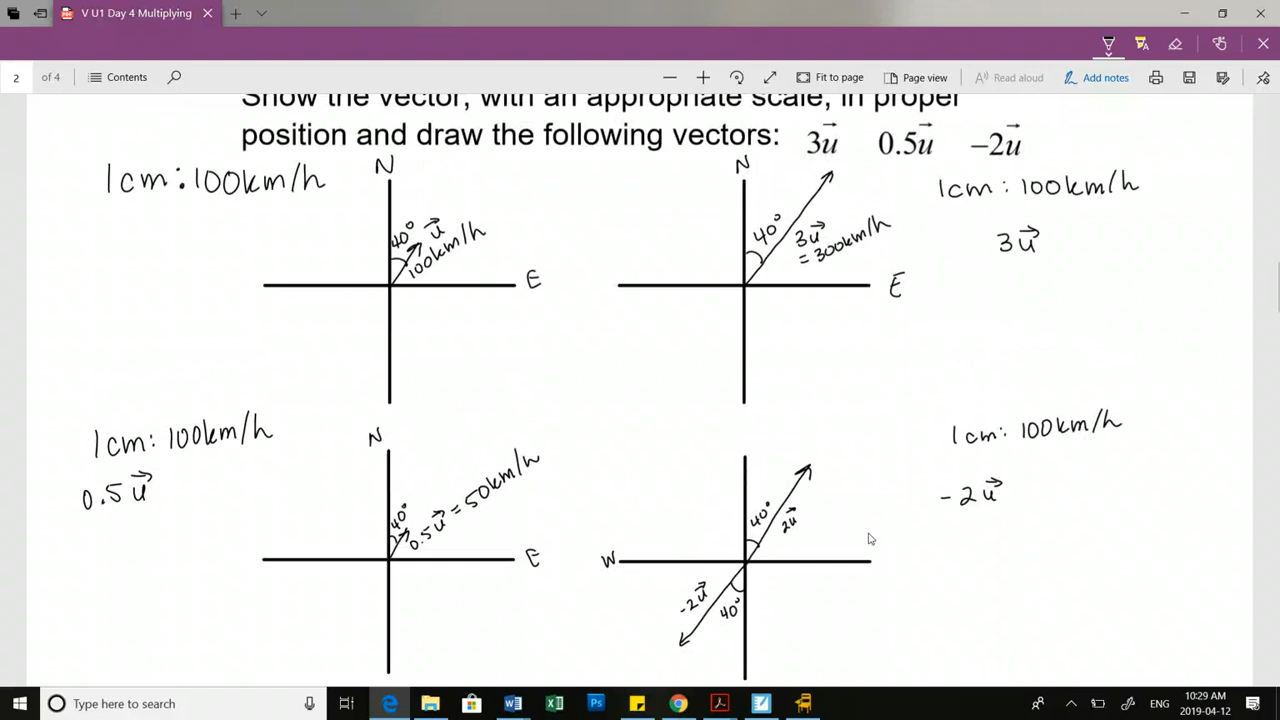 V U1 Day 4 Multiplying
2 of 4
Contents
Fit to page
Page view
Read aloud
Add notes
Show the vector, with an appropriate scale, in proper
position and draw the following vectors: 3u⃗ 0.5u⃗ -2u⃗
1cm: 100km/h
N
40°
u⃗
100km/h
E
N
40°
3u⃗
= 300km/h
E
1cm: 100km/h
3u⃗
1cm: 100km/h
0.5u⃗
N
40°
0.5u⃗ = 50km/h
E
W
40°
2u⃗
-2u⃗
40°
1cm: 100km/h
-2u⃗
Type here to search
ENG
10:29 AM
2019-04-12